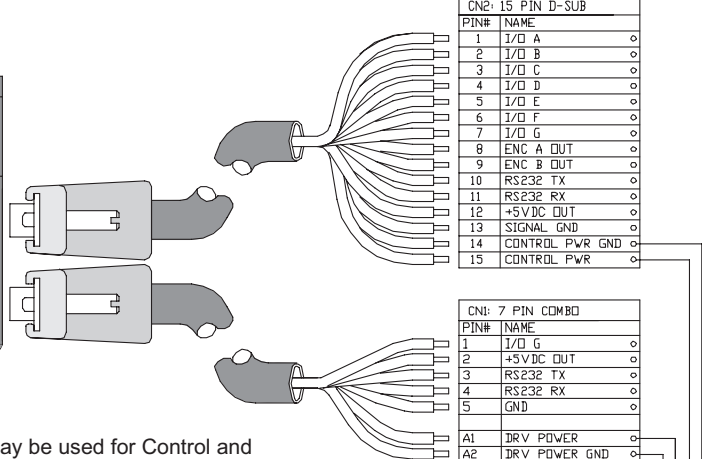 CN2: 15 PIN D-SUB
PIN# NAME
1 I/O A
2 I/O B
3 I/O C
4 I/O D
5 I/O E
6 I/O F
7 I/O G
8 ENC A OUT
9 ENC B OUT
10 RS232 TX
11 RS232 RX
12 +5VDC OUT
13 SIGNAL GND
14 CONTROL PWR GND
15 CONTROL PWR
CN1: 7 PIN COMBO
PIN# NAME
1 I/O G
2 +5VDC OUT
3 RS232 TX
4 RS232 RX
5 GND
A1 DRV POWER
A2 DRV POWER GND
be used for Control and